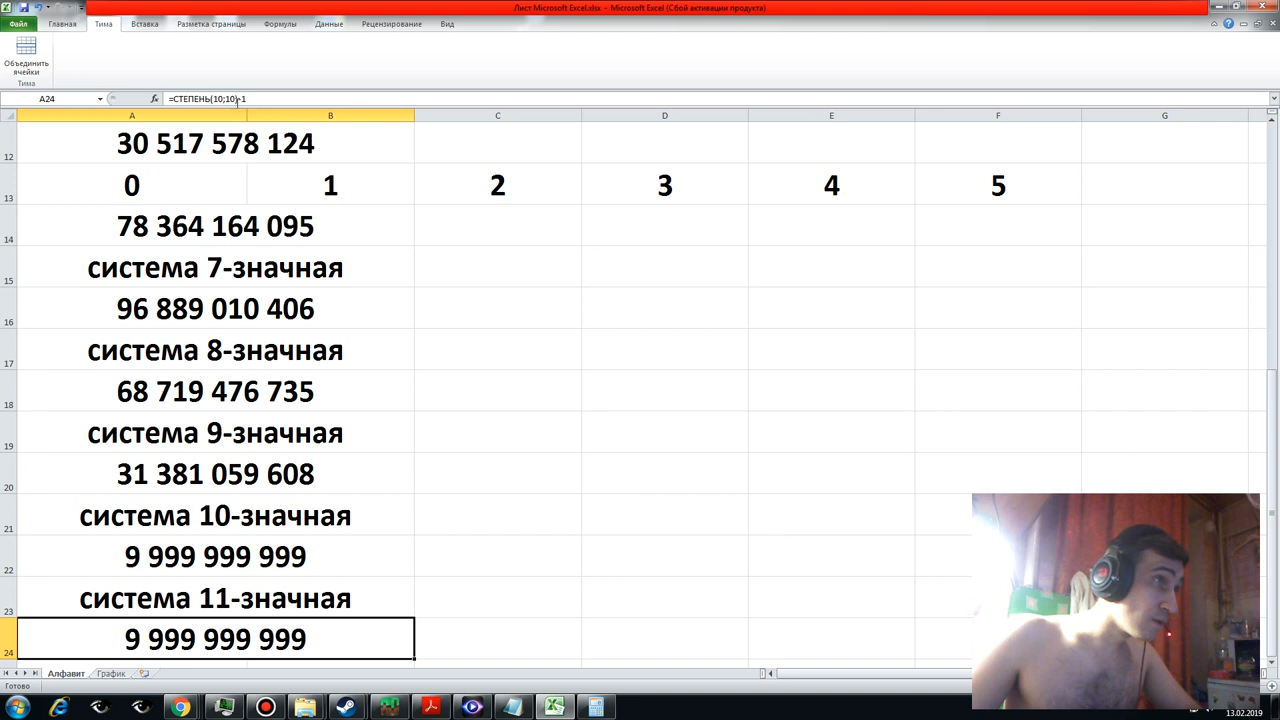 Лист Microsoft Excel.xlsx - Microsoft Excel (Сбой активации продукта)
Файл Главная Тима Вставка Разметка страницы Формулы Данные Рецензирование Вид
Объединить
ячейки
Тима
A24 fx =СТЕПЕНЬ(10;10)-1
A B C D E F G
12 30 517 578 124
13 0 1 2 3 4 5
14 78 364 164 095
15 система 7-значная
16 96 889 010 406
17 система 8-значная
18 68 719 476 735
19 система 9-значная
20 31 381 059 608
21 система 10-значная
22 9 999 999 999
23 система 11-значная
24 9 999 999 999
Алфавит График
Готово
13.02.2019